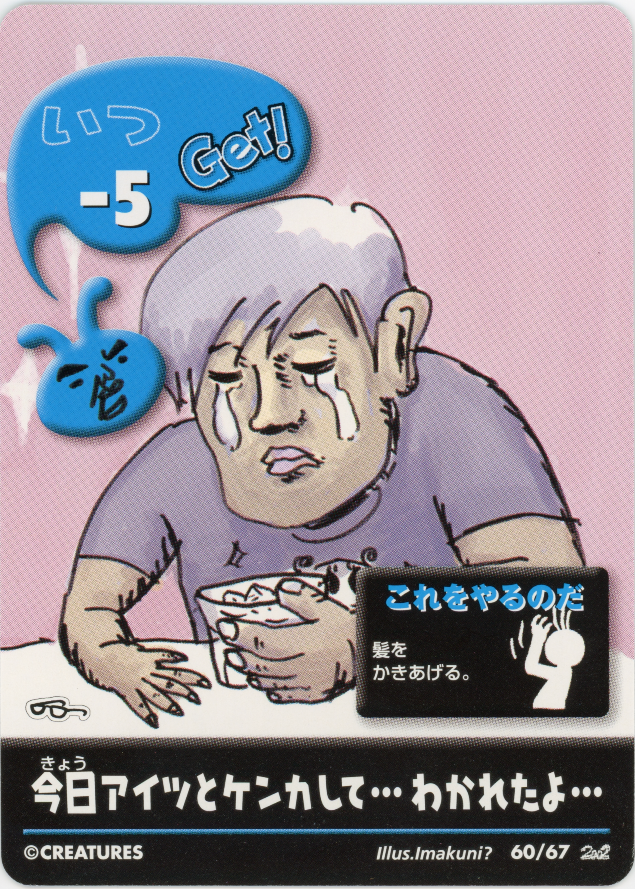 いつ
Get!
-5
これをやるのだ
髪を
かきあげる。
きょう
今日アイツとケンカして… わかれたよ…
©CREATURES
Illus.Imakuni? 60/67 2002